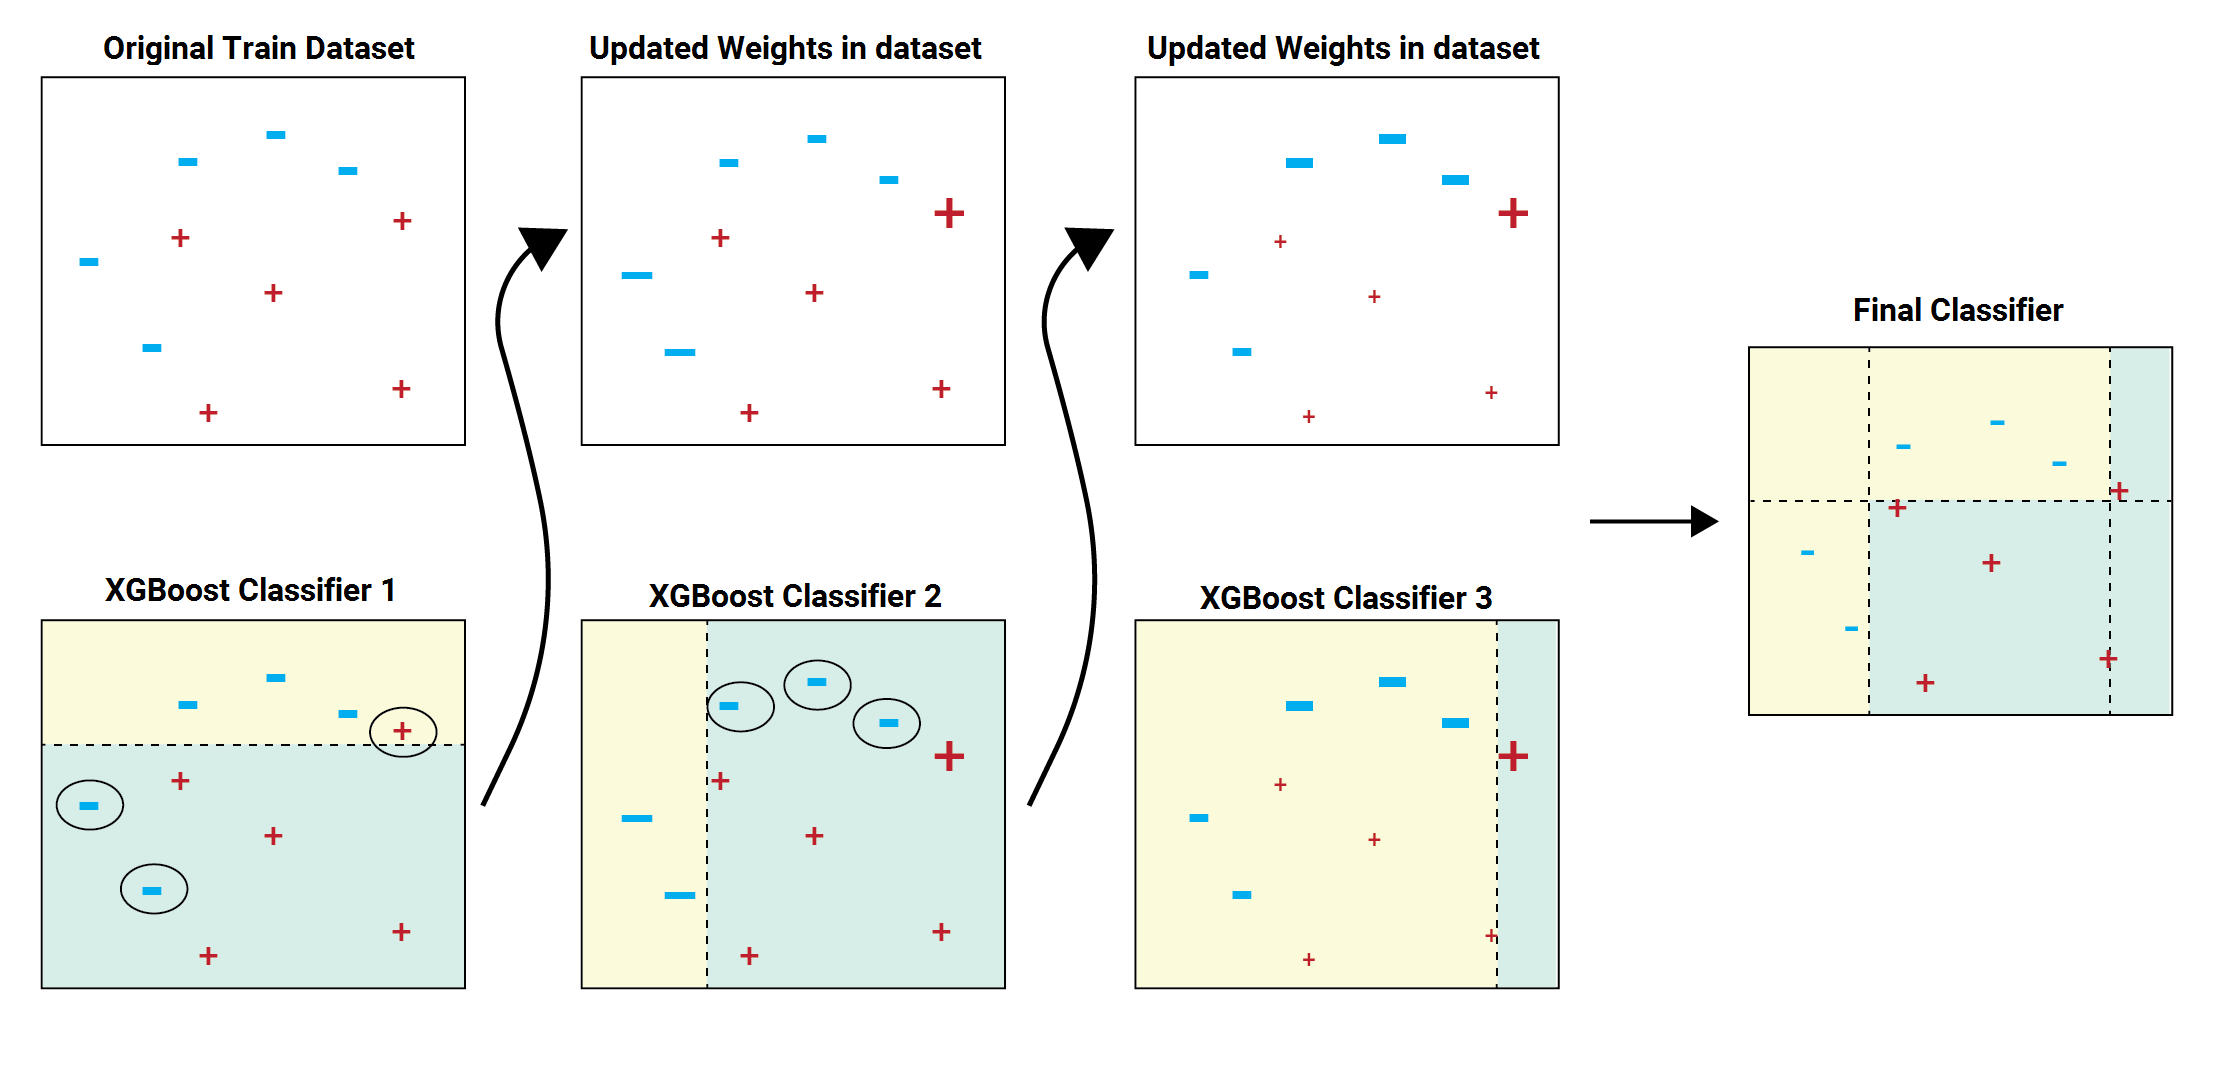 Original Train Dataset
Updated Weights in dataset
Updated Weights in dataset
Final Classifier
XGBoost Classifier 1
XGBoost Classifier 2
XGBoost Classifier 3